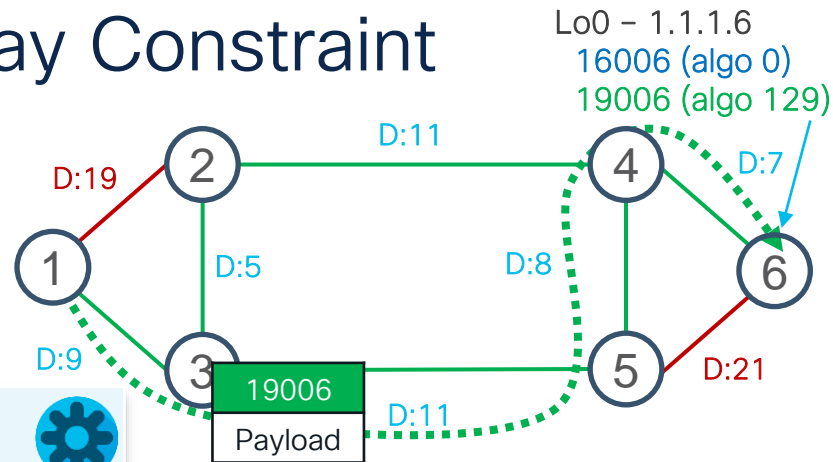 ay Constraint
Lo0 – 1.1.1.6
16006 (algo 0)
19006 (algo 129)
D:11
D:7
D:19
2
4
1
D:5
D:8
6
D:9
3
5
D:21
19006
D:11
Payload